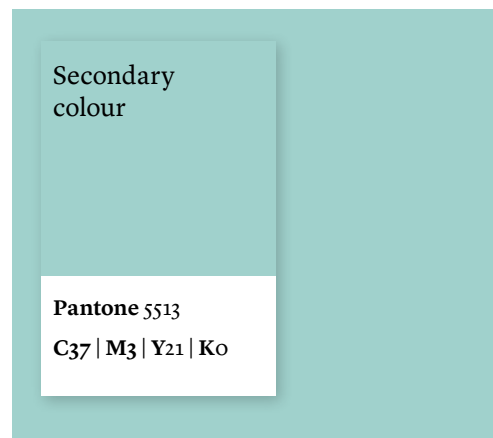 Secondary
colour
Pantone 5513
C37 | M3 | Y21 | K0